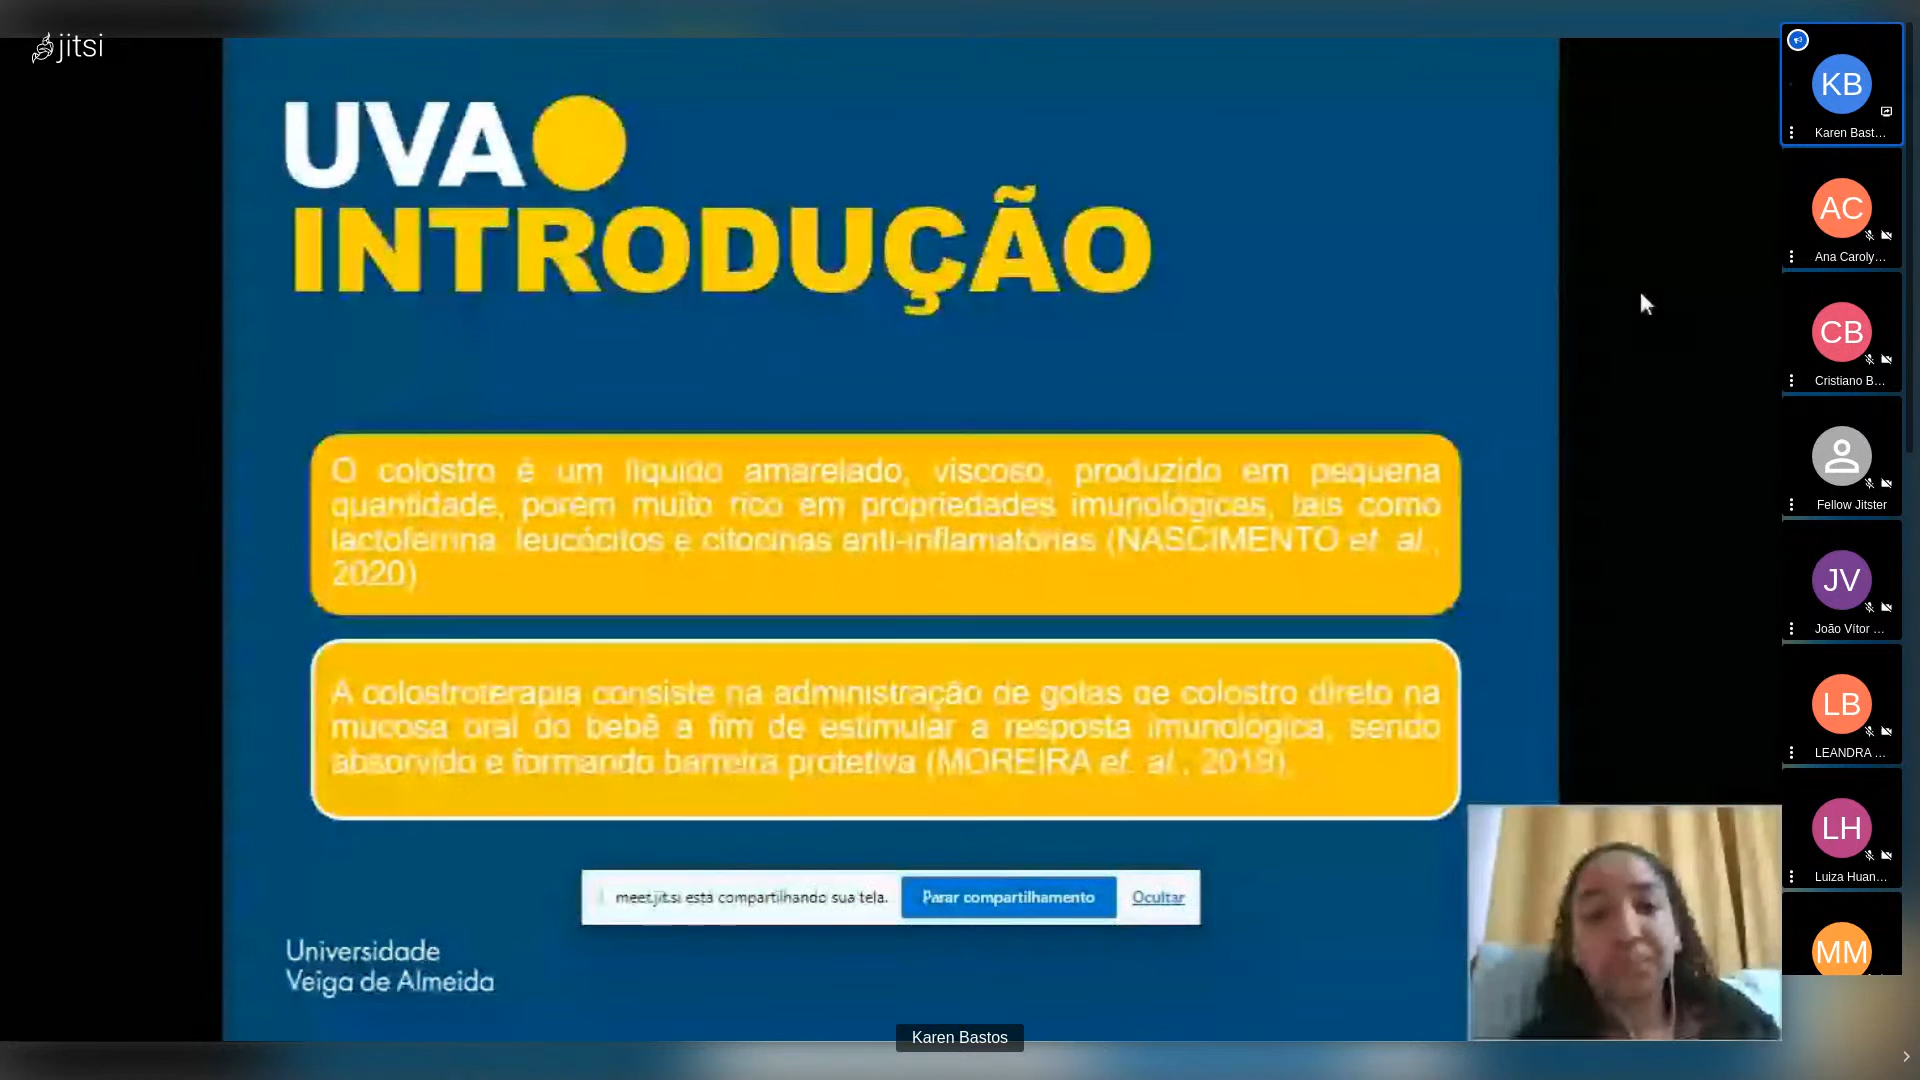 jitsi
UVA
INTRODUÇÃO
O colostro é um líquido amarelado, viscoso, produzido em pequena
quantidade, porém muito rico em propriedades imunológicas, tais como
lactoferrina, leucócitos e citocinas anti-inflamatórias (NASCIMENTO et. al.,
2020)
A colostroterapia consiste na administração de gotas de colostro direto na
mucosa oral do bebê a fim de estimular a resposta imunológica, sendo
absorvido e formando barreira protetiva (MOREIRA et. al., 2019).
meet.jit.si está compartilhando sua tela.
Parar compartilhamento
Ocultar
Universidade
Veiga de Almeida
Karen Bastos
KB
Karen Bast...
AC
Ana Caroly...
CB
Cristiano B...
Fellow Jitster
JV
João Vítor ...
LB
LEANDRA ...
LH
Luiza Huan...
MM